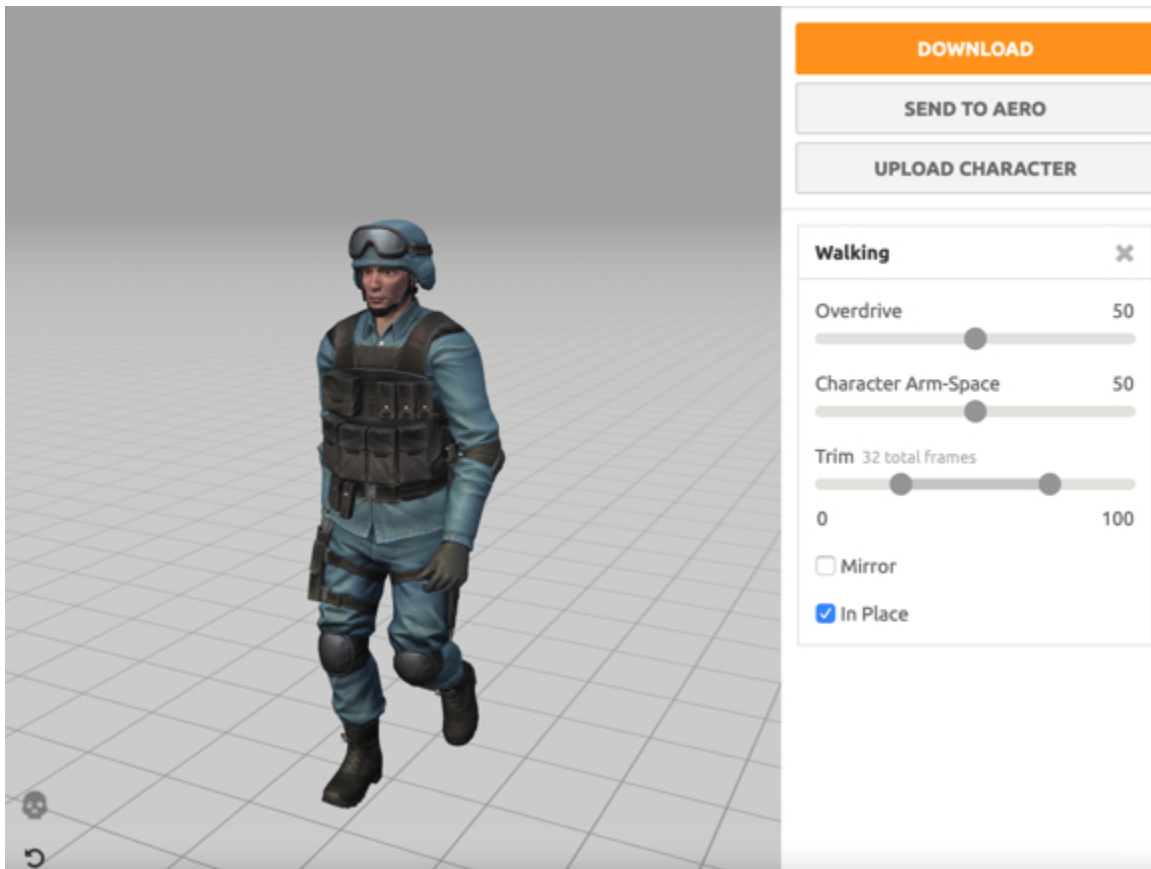 DOWNLOAD
SEND TO AERO
UPLOAD CHARACTER
Walking
Overdrive 50
Character Arm-Space 50
Trim 32 total frames
0 100
Mirror
In Place